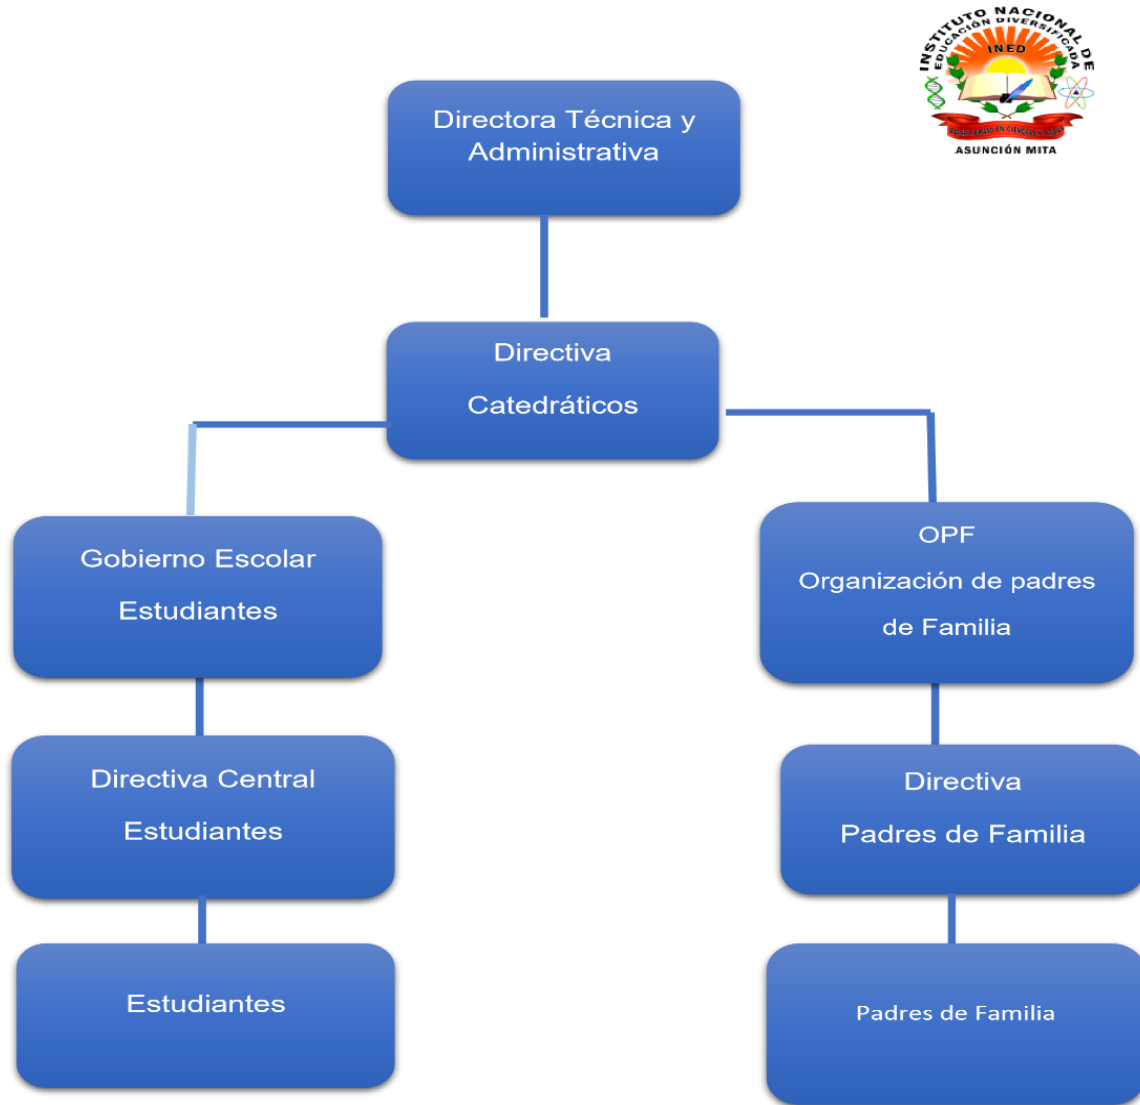 INSTITUTO NACIONAL DE
EDUCACIÓN DIVERSIFICADA
INED
ASUNCIÓN MITA
Directora Técnica y
Administrativa
Directiva
Catedráticos
Gobierno Escolar
Estudiantes
OPF
Organización de padres
de Familia
Directiva Central
Estudiantes
Directiva
Padres de Familia
Estudiantes
Padres de Familia